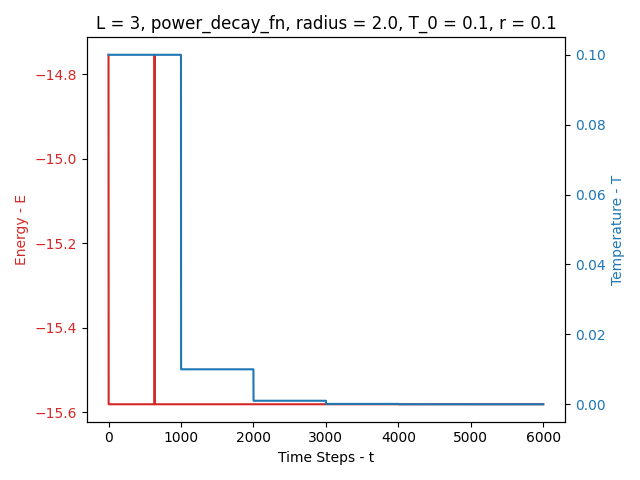 L = 3, power_decay_fn, radius = 2.0, T_0 = 0.1, r = 0.1
Energy - E
−14.8
−15.0
−15.2
−15.4
−15.6
0.10
0.08
0.06
0.04
0.02
0.00
Temperature - T
0 1000 2000 3000 4000 5000 6000
Time Steps - t